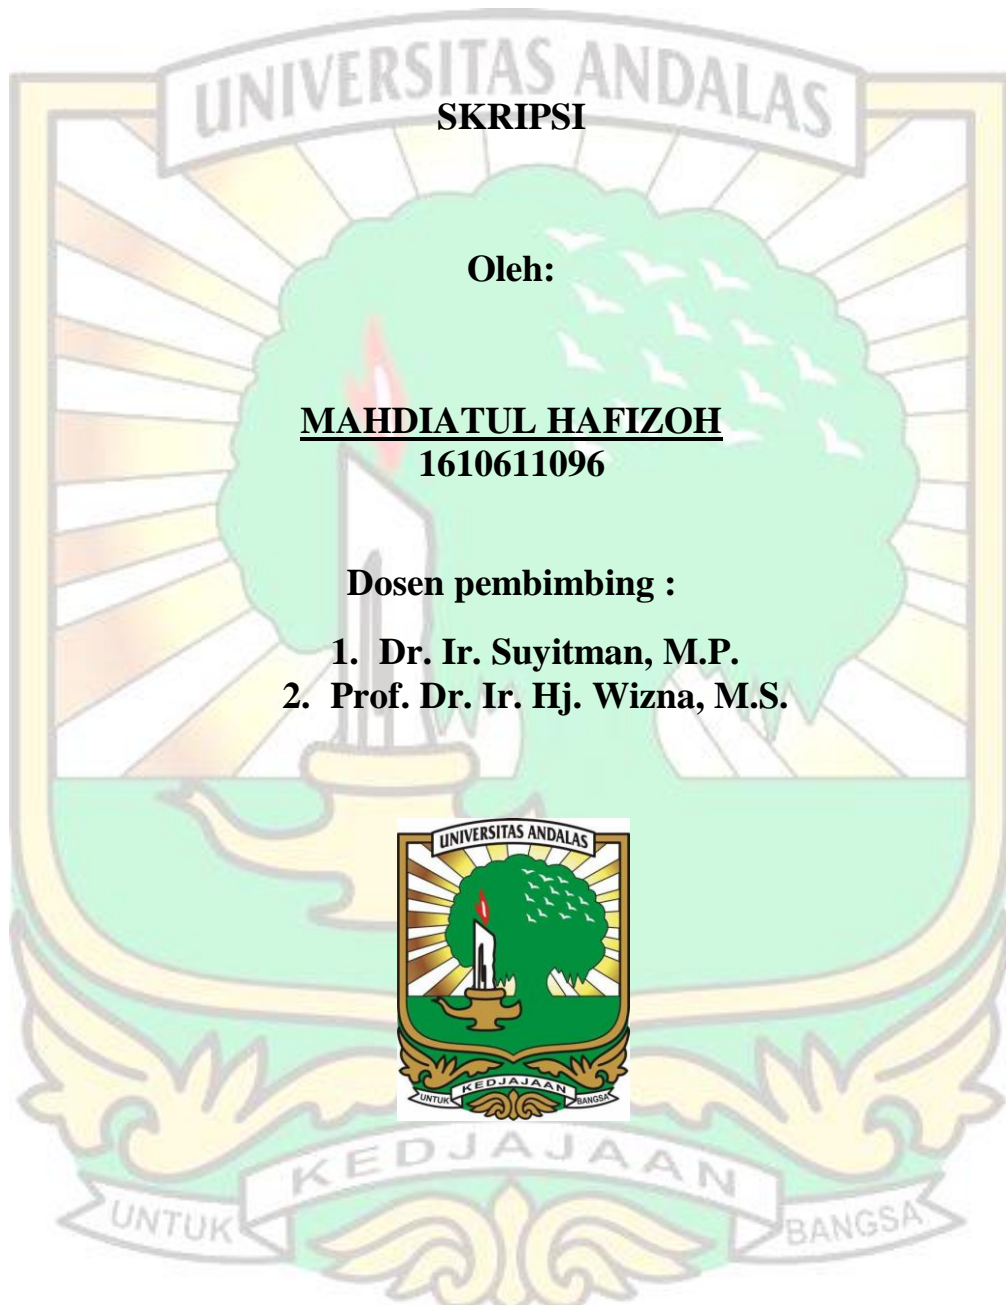 UNIVERSITAS ANDALAS
SKRIPSI
Oleh:
MAHDIATUL HAFIZOH
1610611096
Dosen pembimbing :
1. Dr. Ir. Suyitman, M.P.
2. Prof. Dr. Ir. Hj. Wizna, M.S.
UNIVERSITAS ANDALAS
UNTUK KEDJAJAAN BANGSA
UNTUK KEDJAJAAN BANGSA